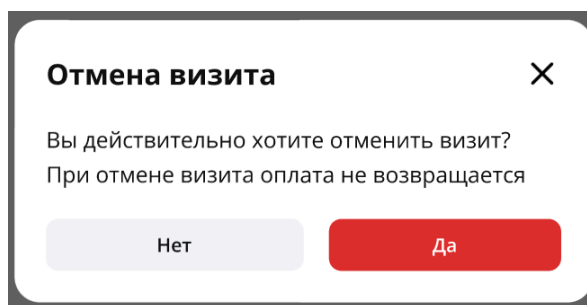 Отмена визита
Вы действительно хотите отменить визит?
При отмене визита оплата не возвращается
Нет
Да